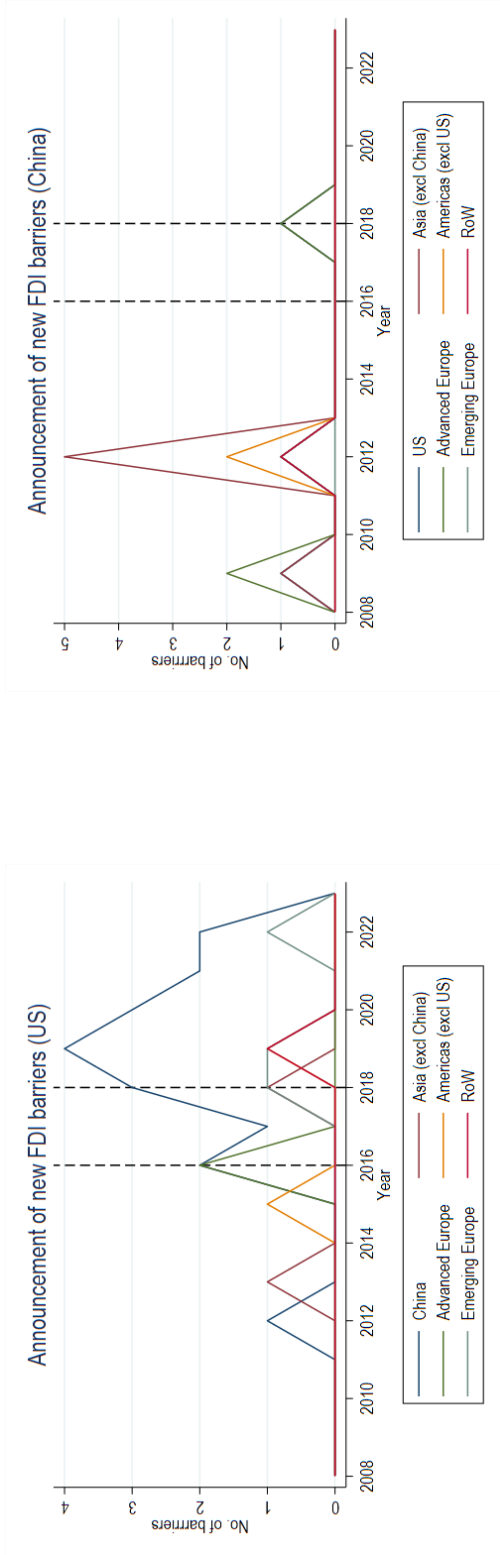 Announcement of new FDI barriers (US)
No. of barriers
4
3
2
1
0
2008
2010
2012
2014
2016
2018
2020
2022
Year
China
Asia (excl China)
Advanced Europe
Americas (excl US)
Emerging Europe
RoW
Announcement of new FDI barriers (China)
No. of barriers
5
4
3
2
1
0
2008
2010
2012
2014
2016
2018
2020
2022
Year
US
Asia (excl China)
Advanced Europe
Americas (excl US)
Emerging Europe
RoW